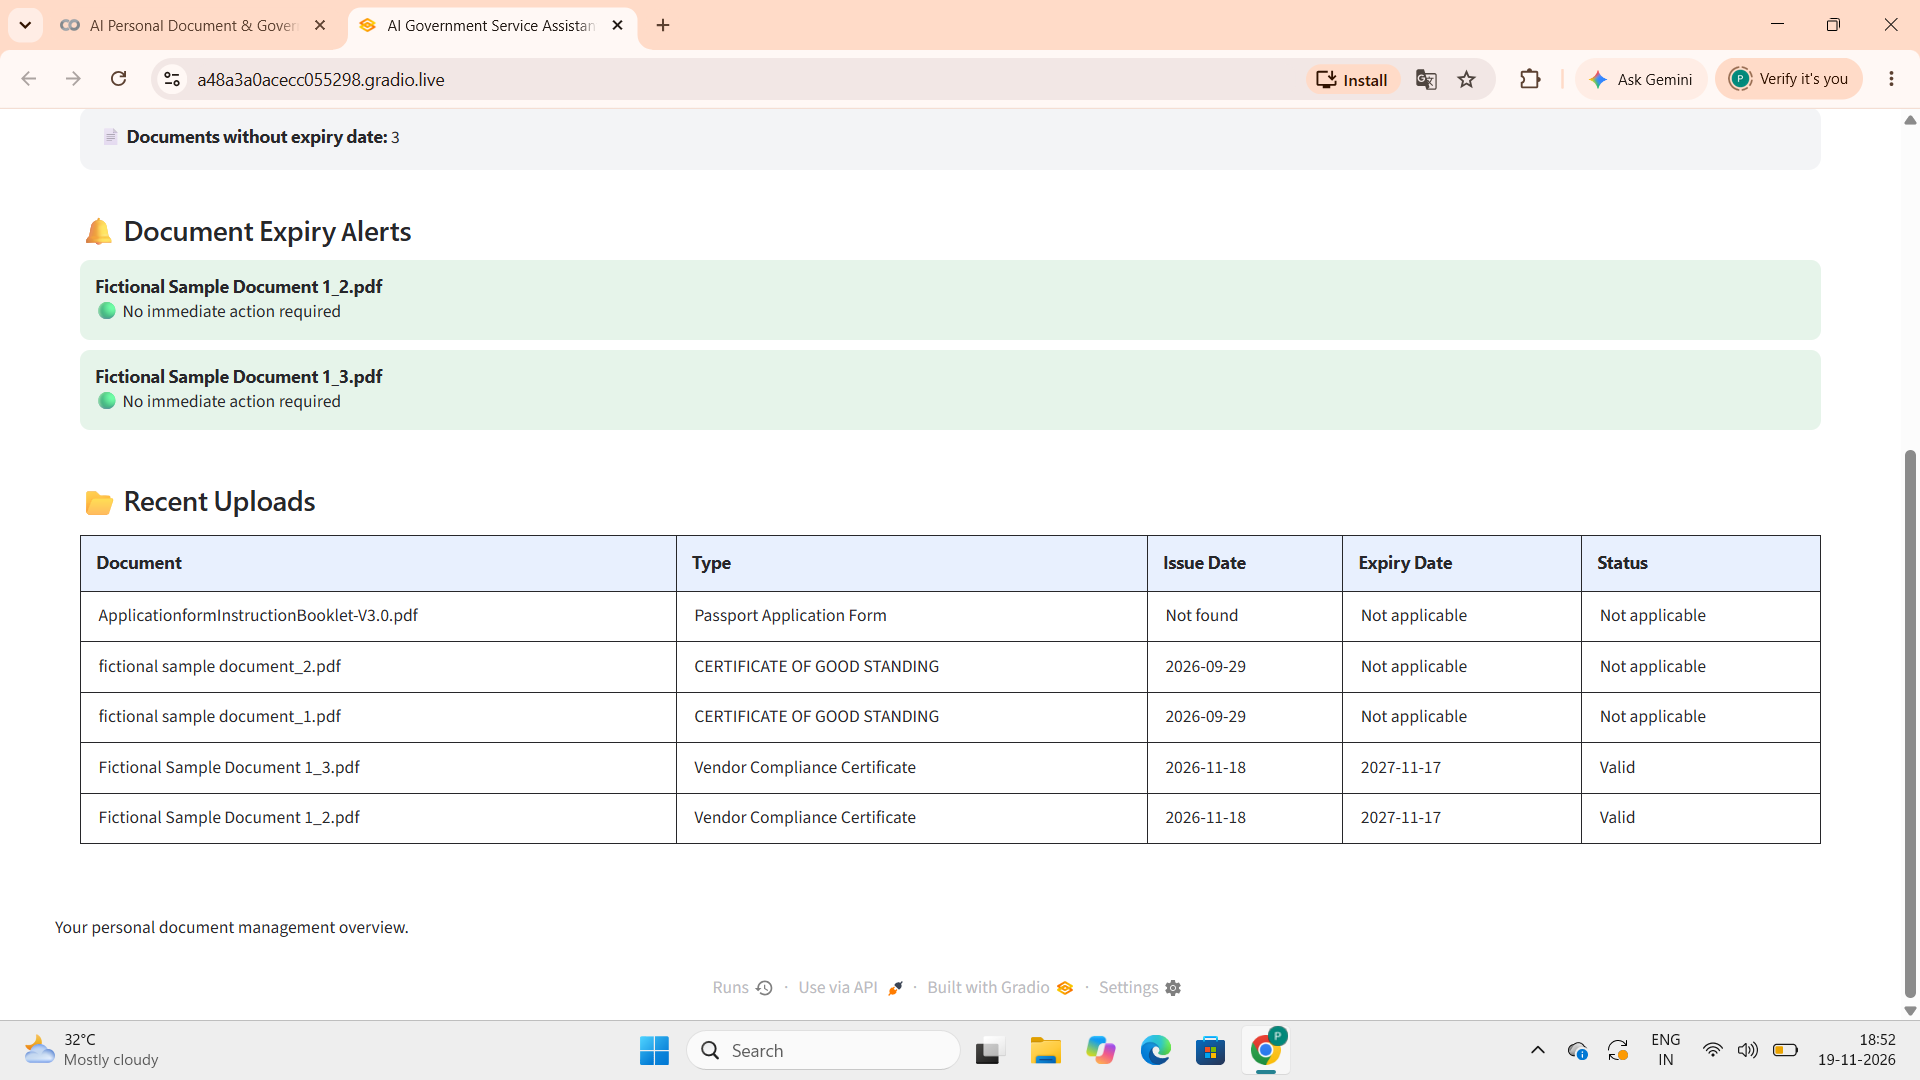 AI Personal Document & Gover
AI Government Service Assistan
a48a3a0acecc055298.gradio.live
Install
Ask Gemini
P
Verify it's you
Documents without expiry date: 3
Document Expiry Alerts
Fictional Sample Document 1_2.pdf
No immediate action required
Fictional Sample Document 1_3.pdf
No immediate action required
Recent Uploads
Document Type Issue Date Expiry Date Status
ApplicationformInstructionBooklet-V3.0.pdf Passport Application Form Not found Not applicable Not applicable
fictional sample document_2.pdf CERTIFICATE OF GOOD STANDING 2026-09-29 Not applicable Not applicable
fictional sample document_1.pdf CERTIFICATE OF GOOD STANDING 2026-09-29 Not applicable Not applicable
Fictional Sample Document 1_3.pdf Vendor Compliance Certificate 2026-11-18 2027-11-17 Valid
Fictional Sample Document 1_2.pdf Vendor Compliance Certificate 2026-11-18 2027-11-17 Valid
Your personal document management overview.
Runs · Use via API · Built with Gradio · Settings
32°C
Mostly cloudy
Search
P
ENG
IN
18:52
19-11-2026